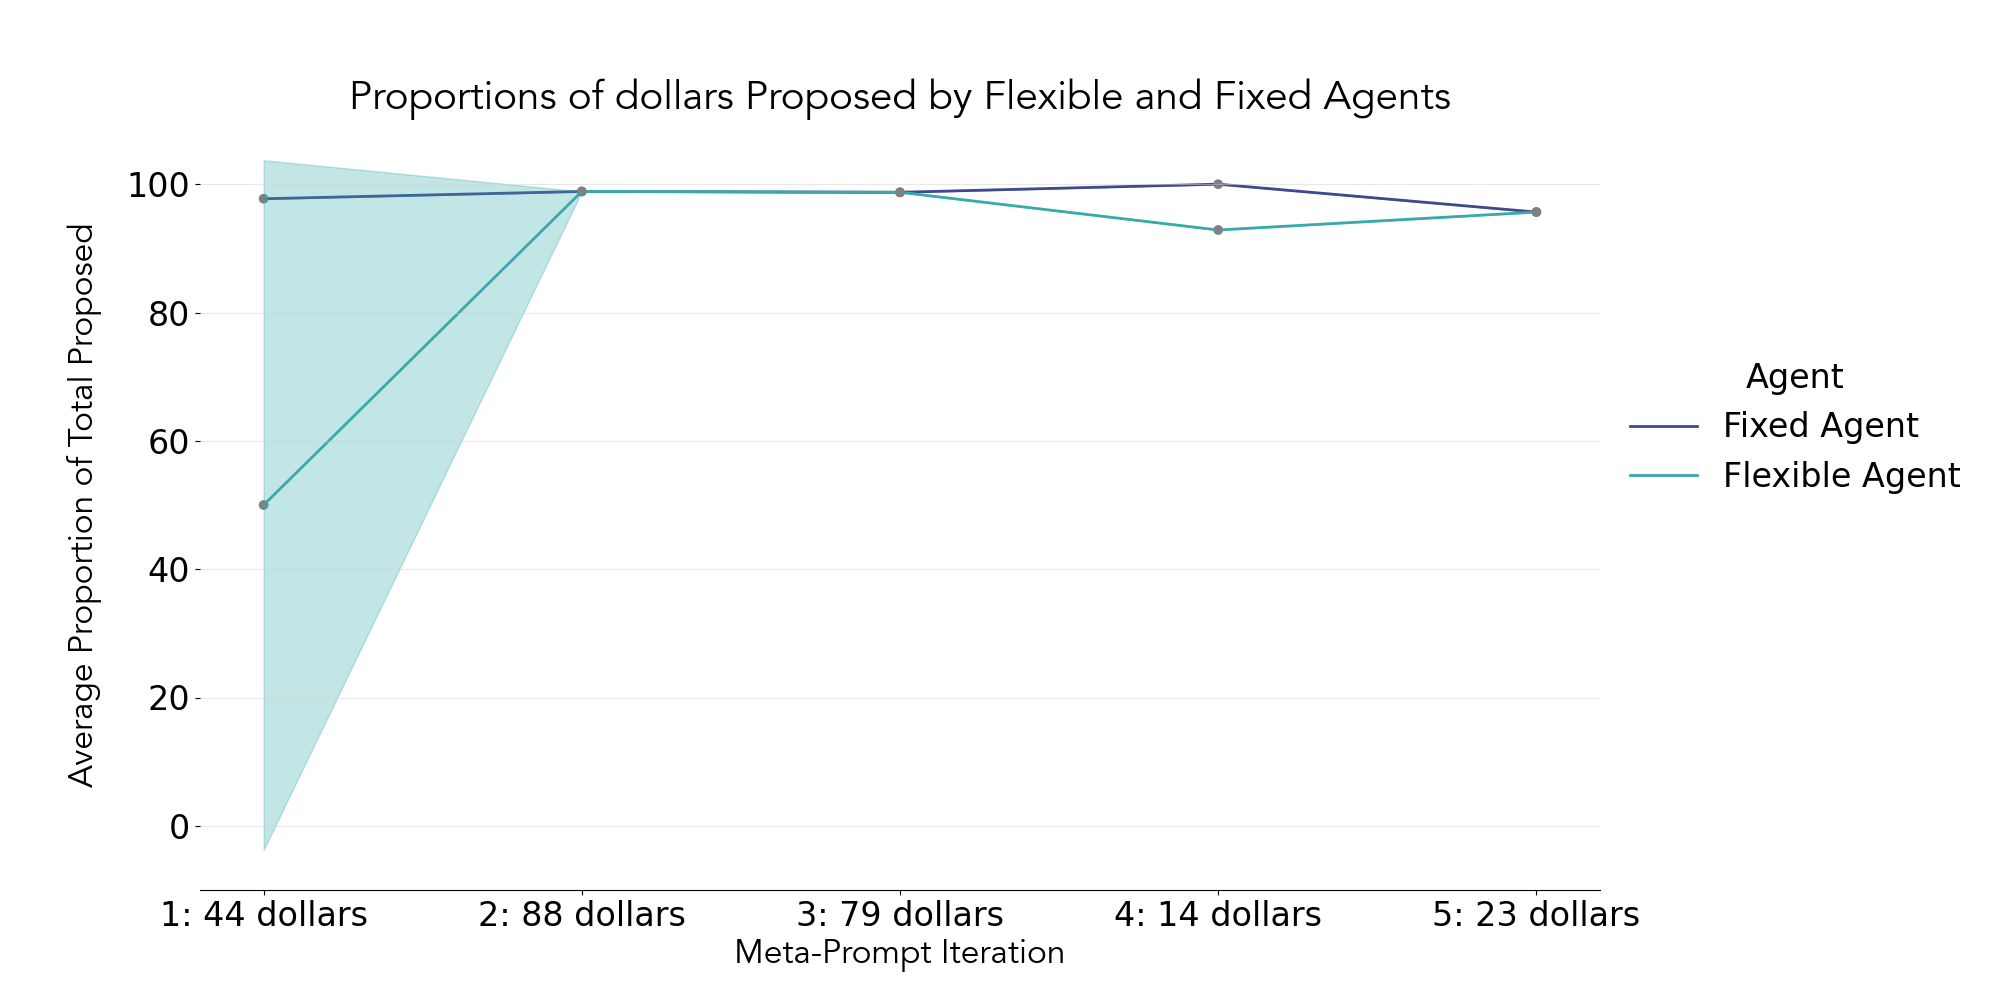 Proportions of dollars Proposed by Flexible and Fixed Agents
Average Proportion of Total Proposed
100
80
60
40
20
0
1: 44 dollars
2: 88 dollars
3: 79 dollars
4: 14 dollars
5: 23 dollars
Meta-Prompt Iteration
Agent
Fixed Agent
Flexible Agent